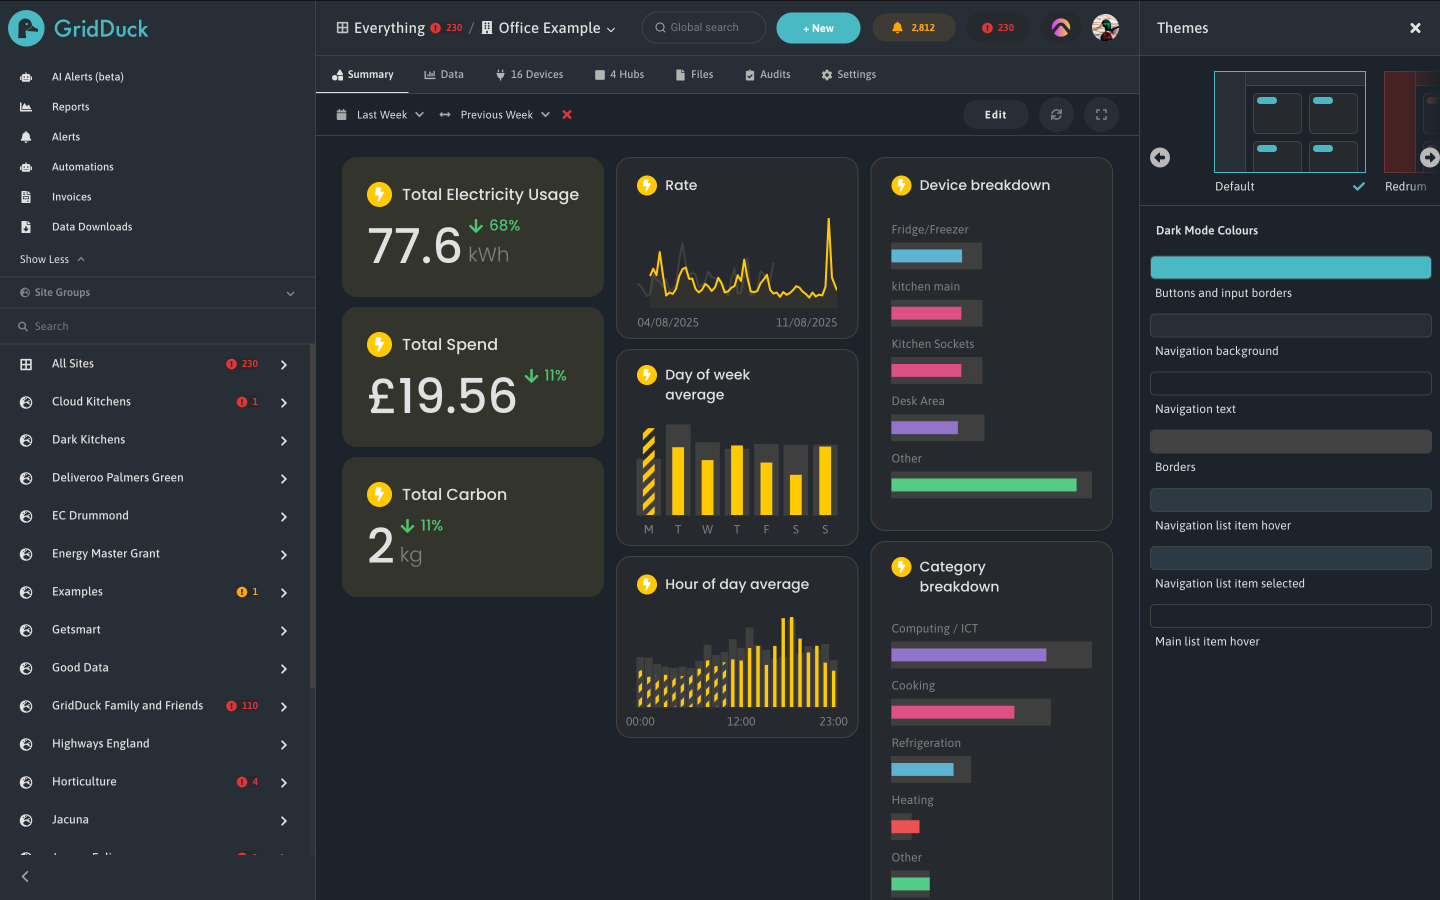 GridDuck
AI Alerts (beta)
Reports
Alerts
Automations
Invoices
Data Downloads
Show Less
Site Groups
Search
All Sites 230
Cloud Kitchens 1
Dark Kitchens
Deliveroo Palmers Green
EC Drummond
Energy Master Grant
Examples 1
Getsmart
Good Data
GridDuck Family and Friends 110
Highways England
Horticulture 4
Jacuna
Everything 230 / Office Example
Global search
+ New
2,812
230
Summary
Data
16 Devices
4 Hubs
Files
Audits
Settings
Last Week
Previous Week
Edit
Total Electricity Usage
77.6 kWh
68%
Total Spend
£19.56
11%
Total Carbon
2 kg
11%
Rate
04/08/2025 11/08/2025
Day of week
average
M T W T F S S
Hour of day average
00:00 12:00 23:00
Device breakdown
Fridge/Freezer
kitchen main
Kitchen Sockets
Desk Area
Other
Category
breakdown
Computing / ICT
Cooking
Refrigeration
Heating
Other
Themes
Default
Redrum
Dark Mode Colours
Buttons and input borders
Navigation background
Navigation text
Borders
Navigation list item hover
Navigation list item selected
Main list item hover